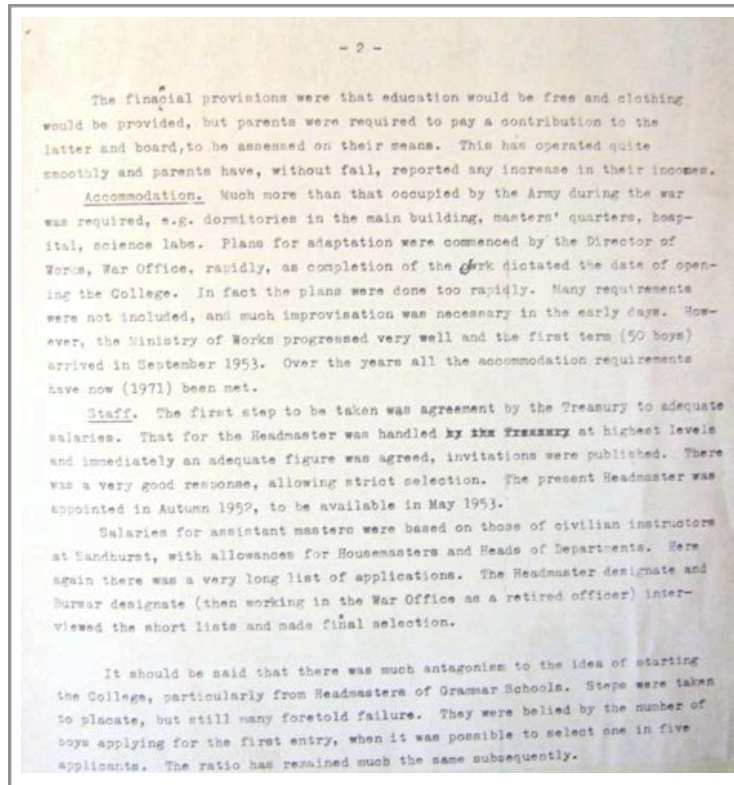 - 2 -
The finacial provisions were that education would be free and clothing
would be provided, but parents were required to pay a contribution to the
latter and board,to be assessed on their means. This has operated quite
smoothly and parents have, without fail, reported any increase in their incomes.
Accommodation. Much more than that occupied by the Army during the war
was required, e.g. dormitories in the main building, masters' quarters, hosp-
ital, science labs. Plans for adaptation were commenced by the Director of
Works, War Office, rapidly, as completion of the work dictated the date of open-
ing the College. In fact the plans were done too rapidly. Many requirements
were not included, and much improvisation was necessary in the early days. How-
ever, the Ministry of Works progressed very well and the first term (50 boys)
arrived in September 1953. Over the years all the accommodation requirements
have now (1971) been met.
Staff. The first step to be taken was agreement by the Treasury to adequate
salaries. That for the Headmaster was handled by the Treasury at highest levels
and immediately an adequate figure was agreed, invitations were published. There
was a very good response, allowing strict selection. The present Headmaster was
appointed in Autumn 1952, to be available in May 1953.
Salaries for assistant masters were based on those of civilian instructors
at Sandhurst, with allowances for Housemasters and Heads of Departments. Here
again there was a very long list of applications. The Headmaster designate and
Bursar designate (then working in the War Office as a retired officer) inter-
viewed the short lists and made final selection.
It should be said that there was much antagonism to the idea of starting
the College, particularly from Headmasters of Grammar Schools. Steps were taken
to placate, but still many foretold failure. They were belied by the number of
boys applying for the first entry, when it was possible to select one in five
applicants. The ratio has remained much the same subsequently.